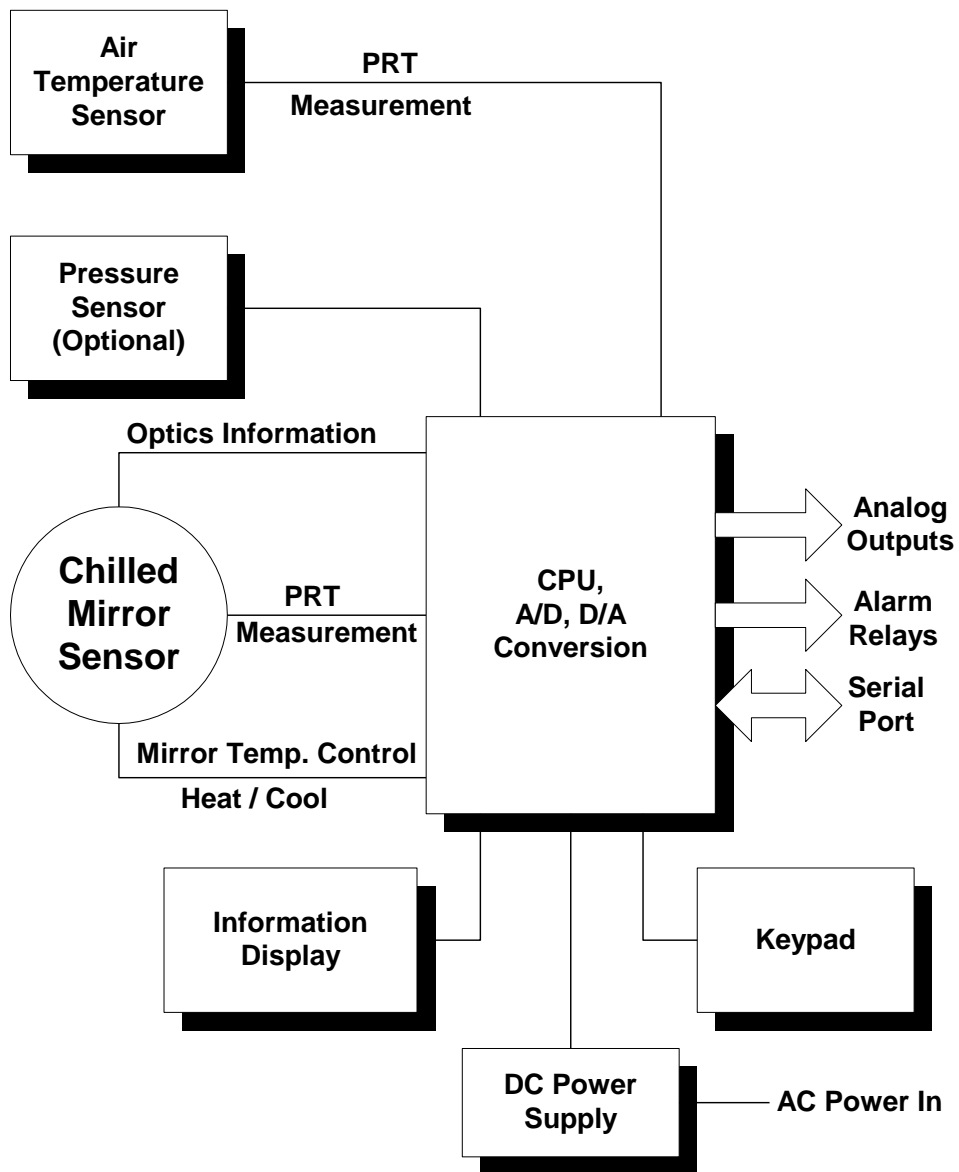 Air
Temperature
Sensor
PRT
Measurement
Pressure
Sensor
(Optional)
Optics Information
Chilled
Mirror
Sensor
PRT
Measurement
Mirror Temp. Control
Heat / Cool
CPU,
A/D, D/A
Conversion
Analog
Outputs
Alarm
Relays
Serial
Port
Information
Display
Keypad
DC Power
Supply
AC Power In